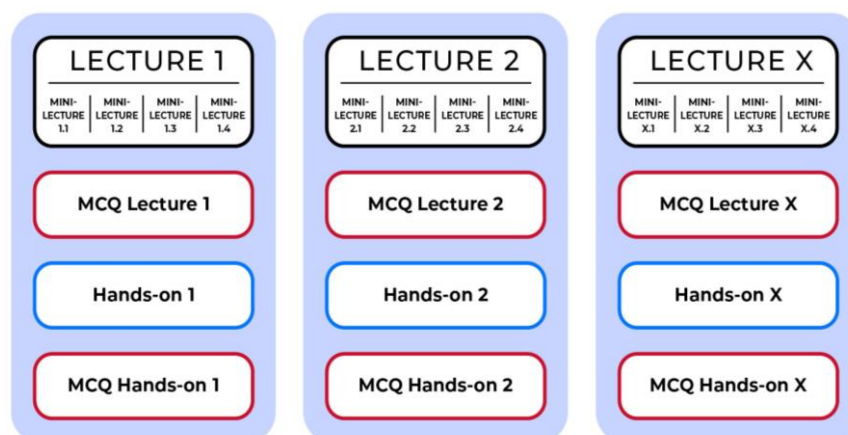 LECTURE 1
MINI-LECTURE 1.1
MINI-LECTURE 1.2
MINI-LECTURE 1.3
MINI-LECTURE 1.4
MCQ Lecture 1
Hands-on 1
MCQ Hands-on 1
LECTURE 2
MINI-LECTURE 2.1
MINI-LECTURE 2.2
MINI-LECTURE 2.3
MINI-LECTURE 2.4
MCQ Lecture 2
Hands-on 2
MCQ Hands-on 2
LECTURE X
MINI-LECTURE X.1
MINI-LECTURE X.2
MINI-LECTURE X.3
MINI-LECTURE X.4
MCQ Lecture X
Hands-on X
MCQ Hands-on X